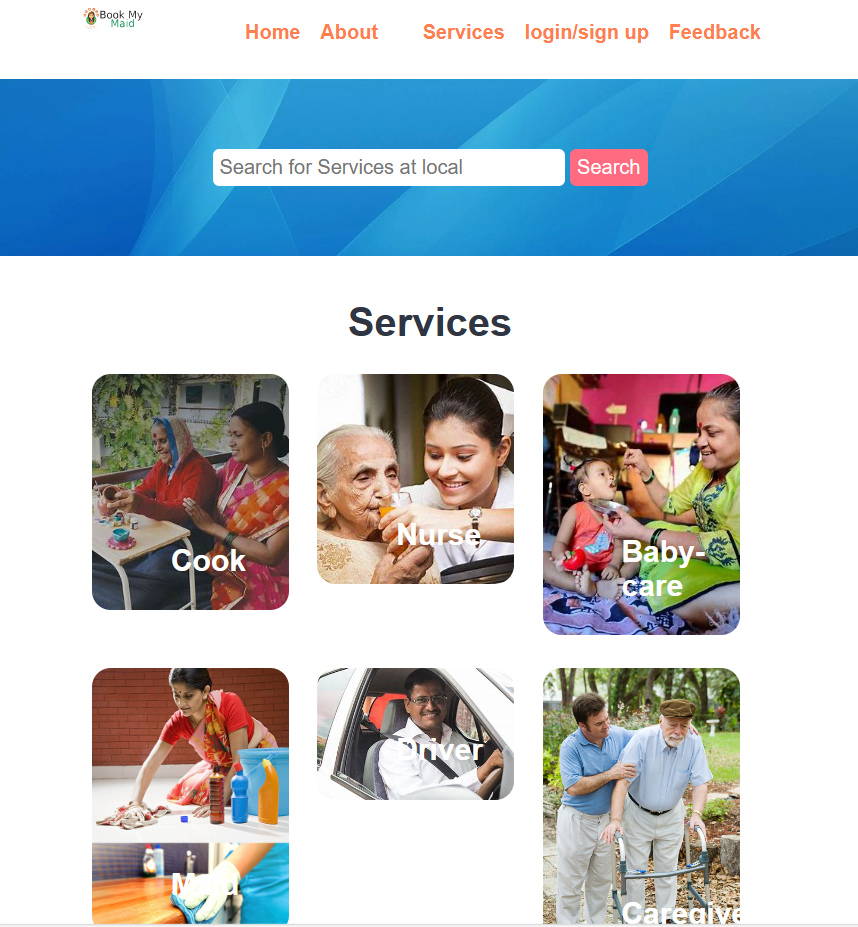 Book My
Maid
Home About Services login/sign up Feedback
Search for Services at local Search
Services
Cook
Nurse
Baby-
care
Maid
Driver
Caregive